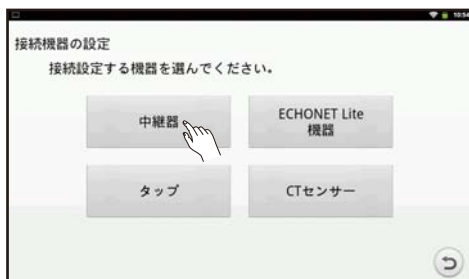 10:54
接続機器の設定
接続設定する機器を選んでください。
中継器
ECHONET Lite
機器
タップ
CTセンサー